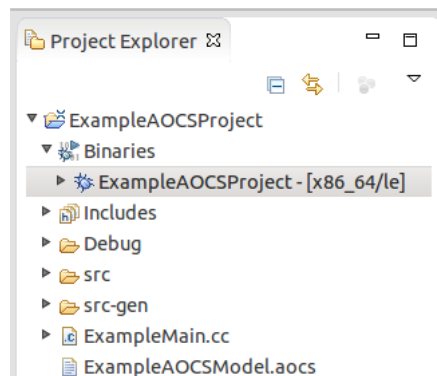 Project Explorer
ExampleAOCSProject
Binaries
ExampleAOCSProject - [x86_64/le]
Includes
Debug
src
src-gen
ExampleMain.cc
ExampleAOCSModel.aocs